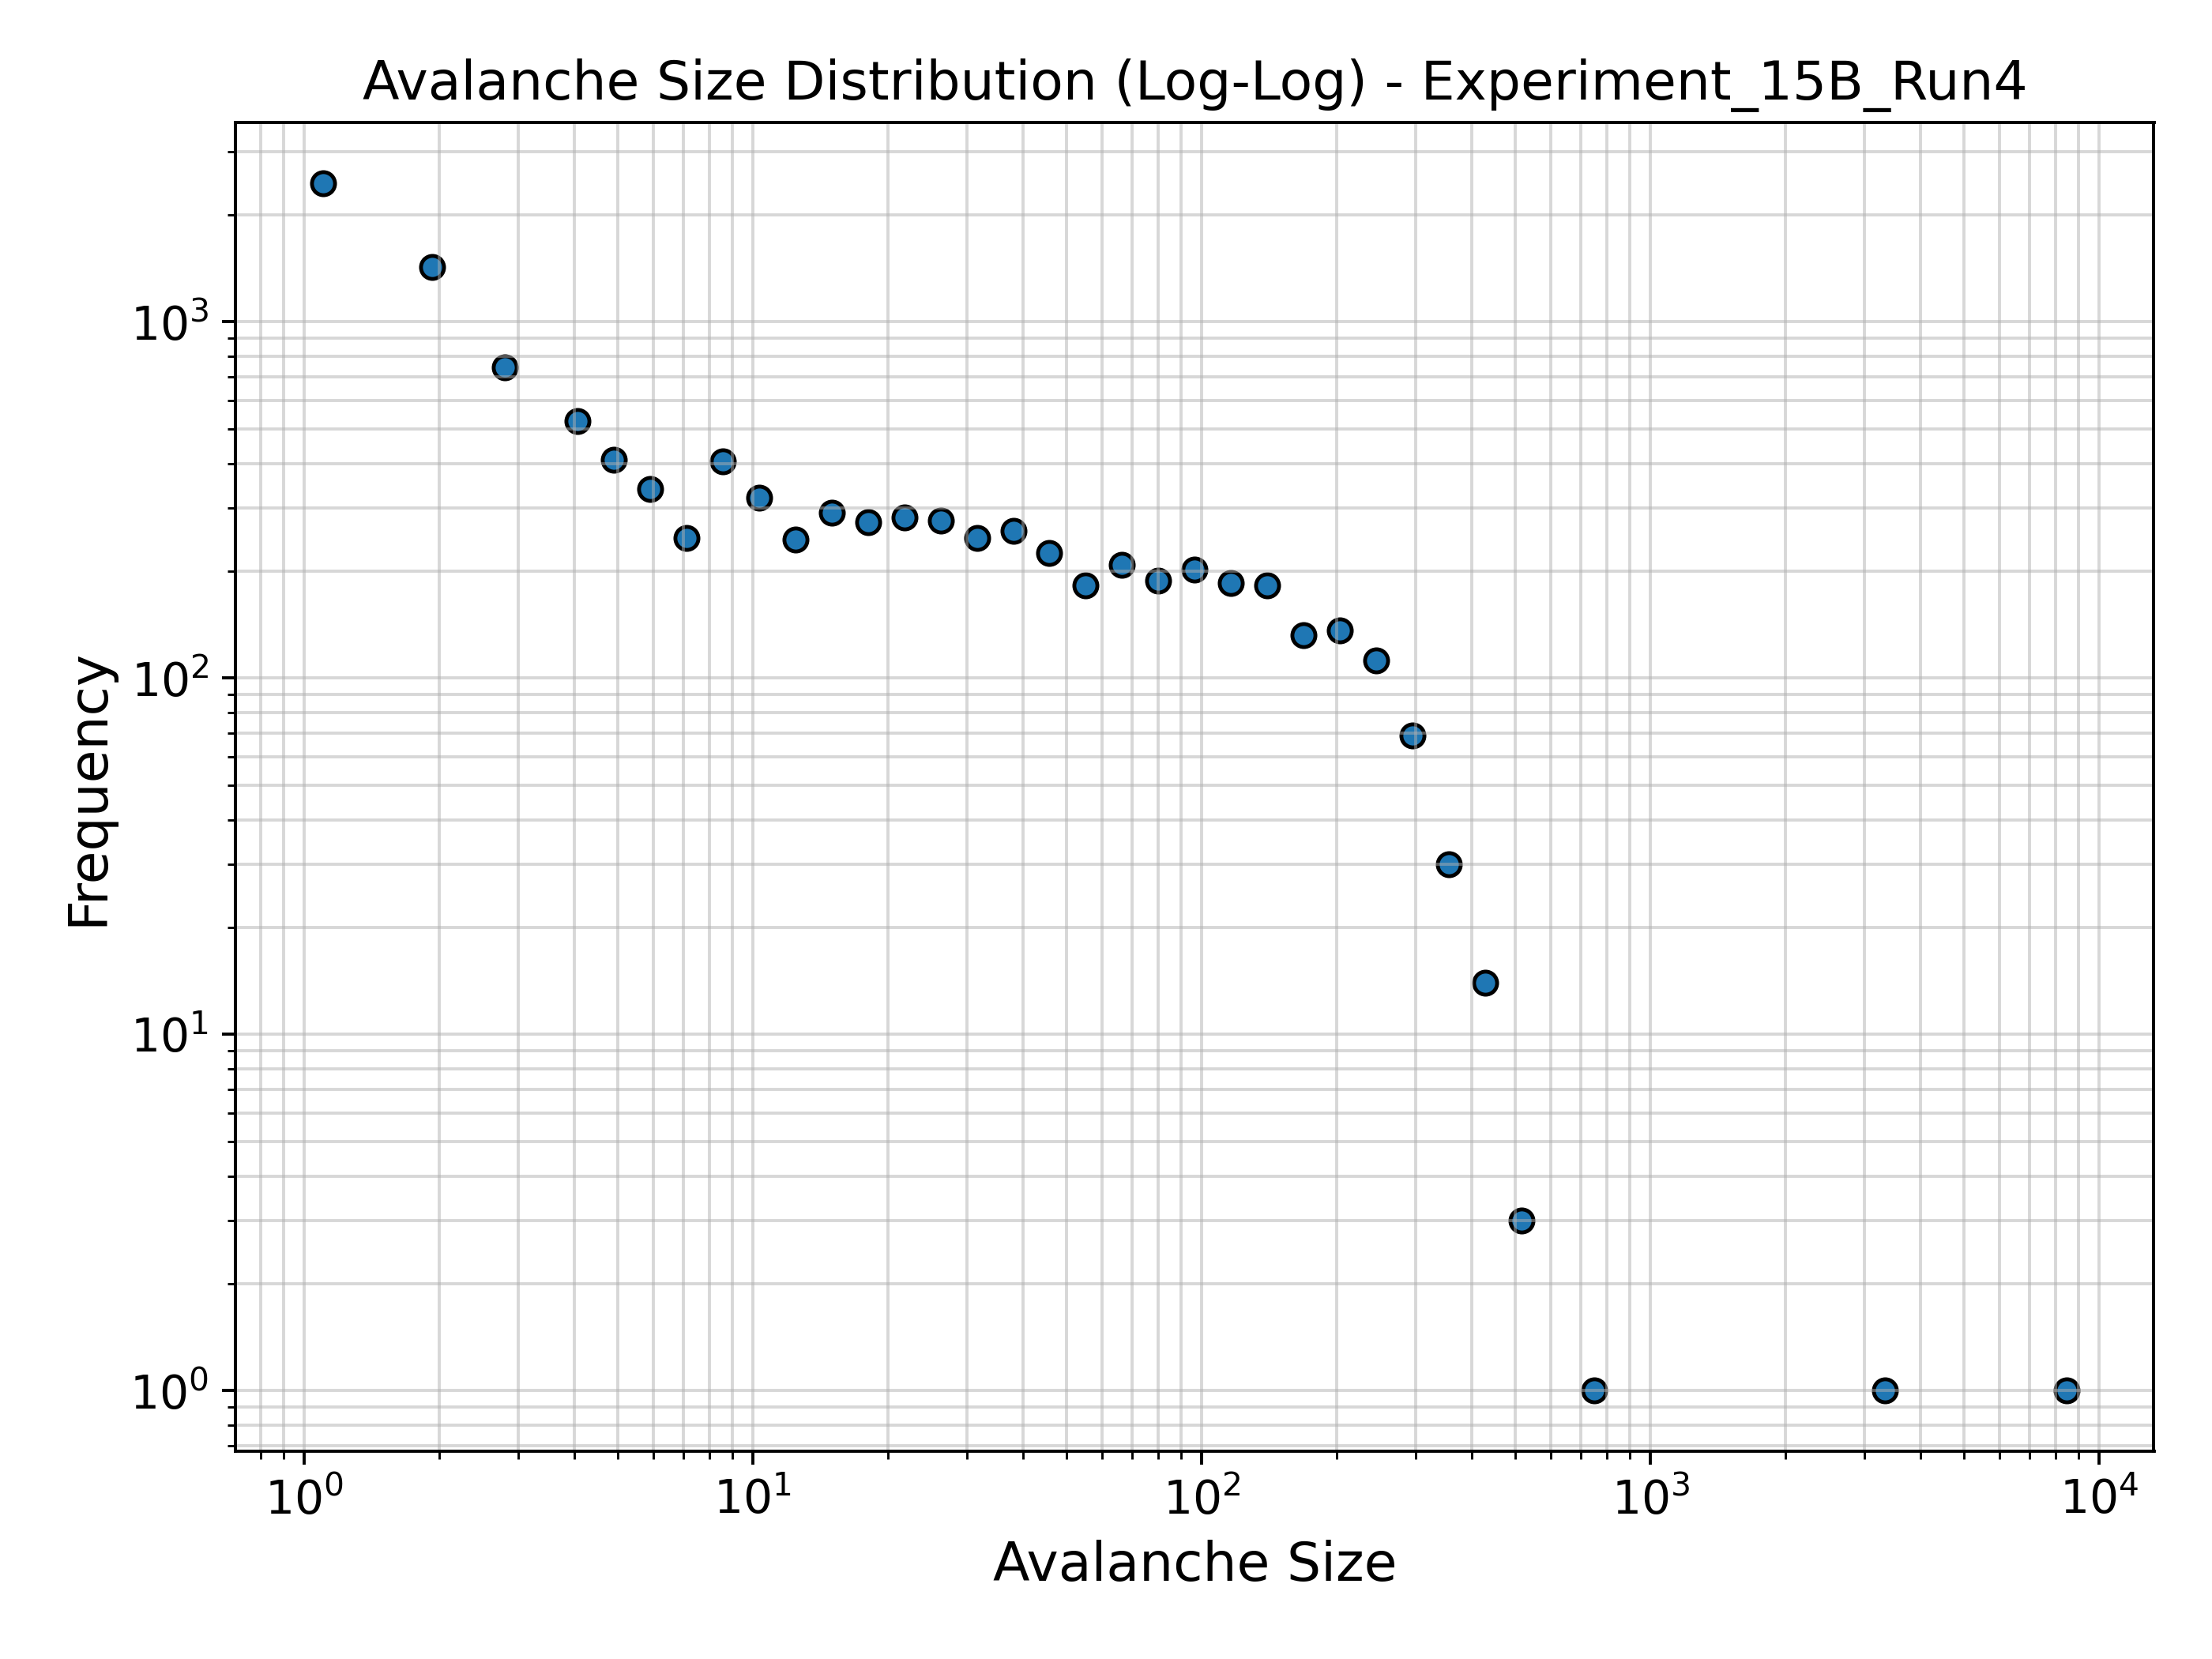 Avalanche Size Distribution (Log-Log) - Experiment_15B_Run4
Frequency
10³
10²
10¹
10⁰
10⁰ 10¹ 10² 10³ 10⁴
Avalanche Size